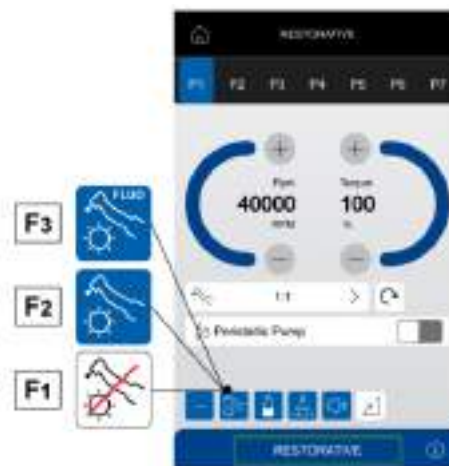 RESTORATIVE
P1 P2 P3 P4 P5 P6 P7
Rpm Torque
40000 100
RPM %
1:1
Peristaltic Pump
FLUO
F3
F2
F1
RESTORATIVE